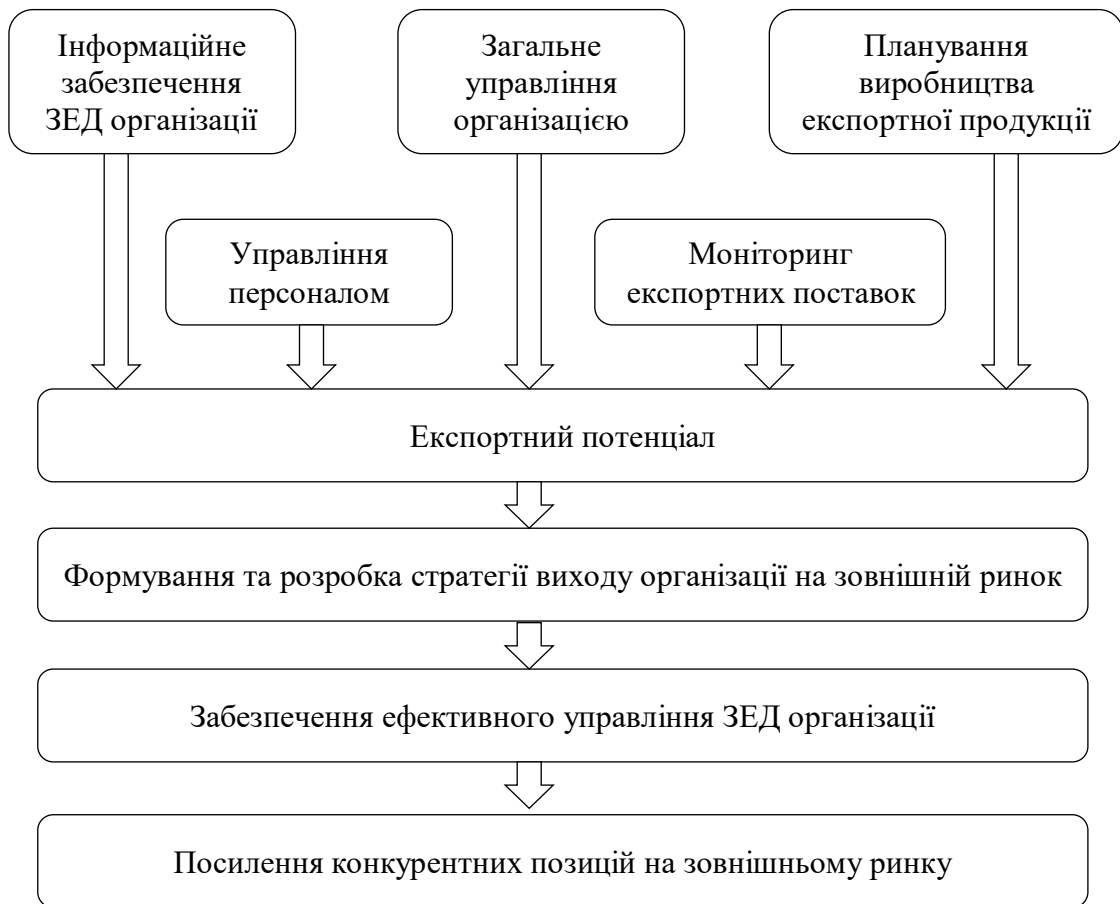 Інформаційне
забезпечення
ЗЕД організації
Загальне
управління
організацією
Планування
виробництва
експортної продукції
Управління
персоналом
Моніторинг
експортних поставок
Експортний потенціал
Формування та розробка стратегії виходу організації на зовнішній ринок
Забезпечення ефективного управління ЗЕД організації
Посилення конкурентних позицій на зовнішньому ринку